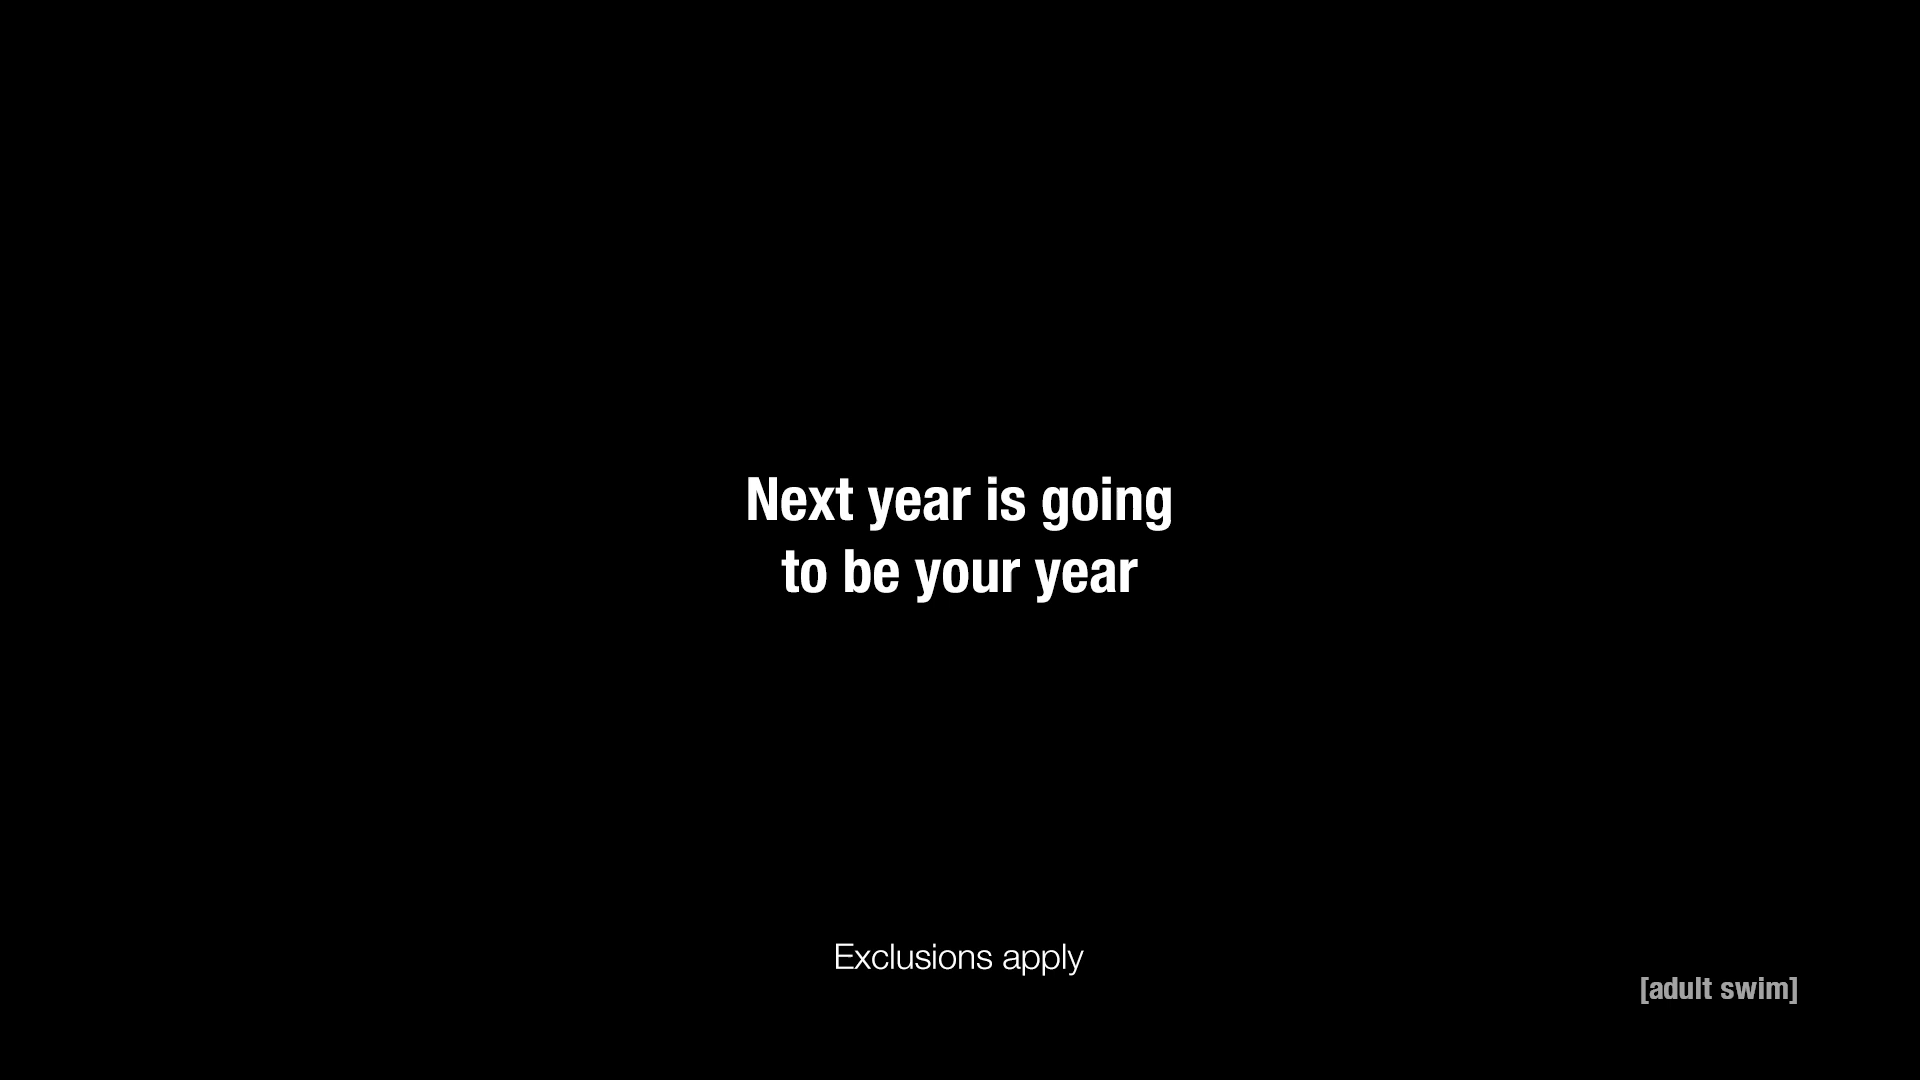 Next year is going
to be your year
Exclusions apply
[adult swim]